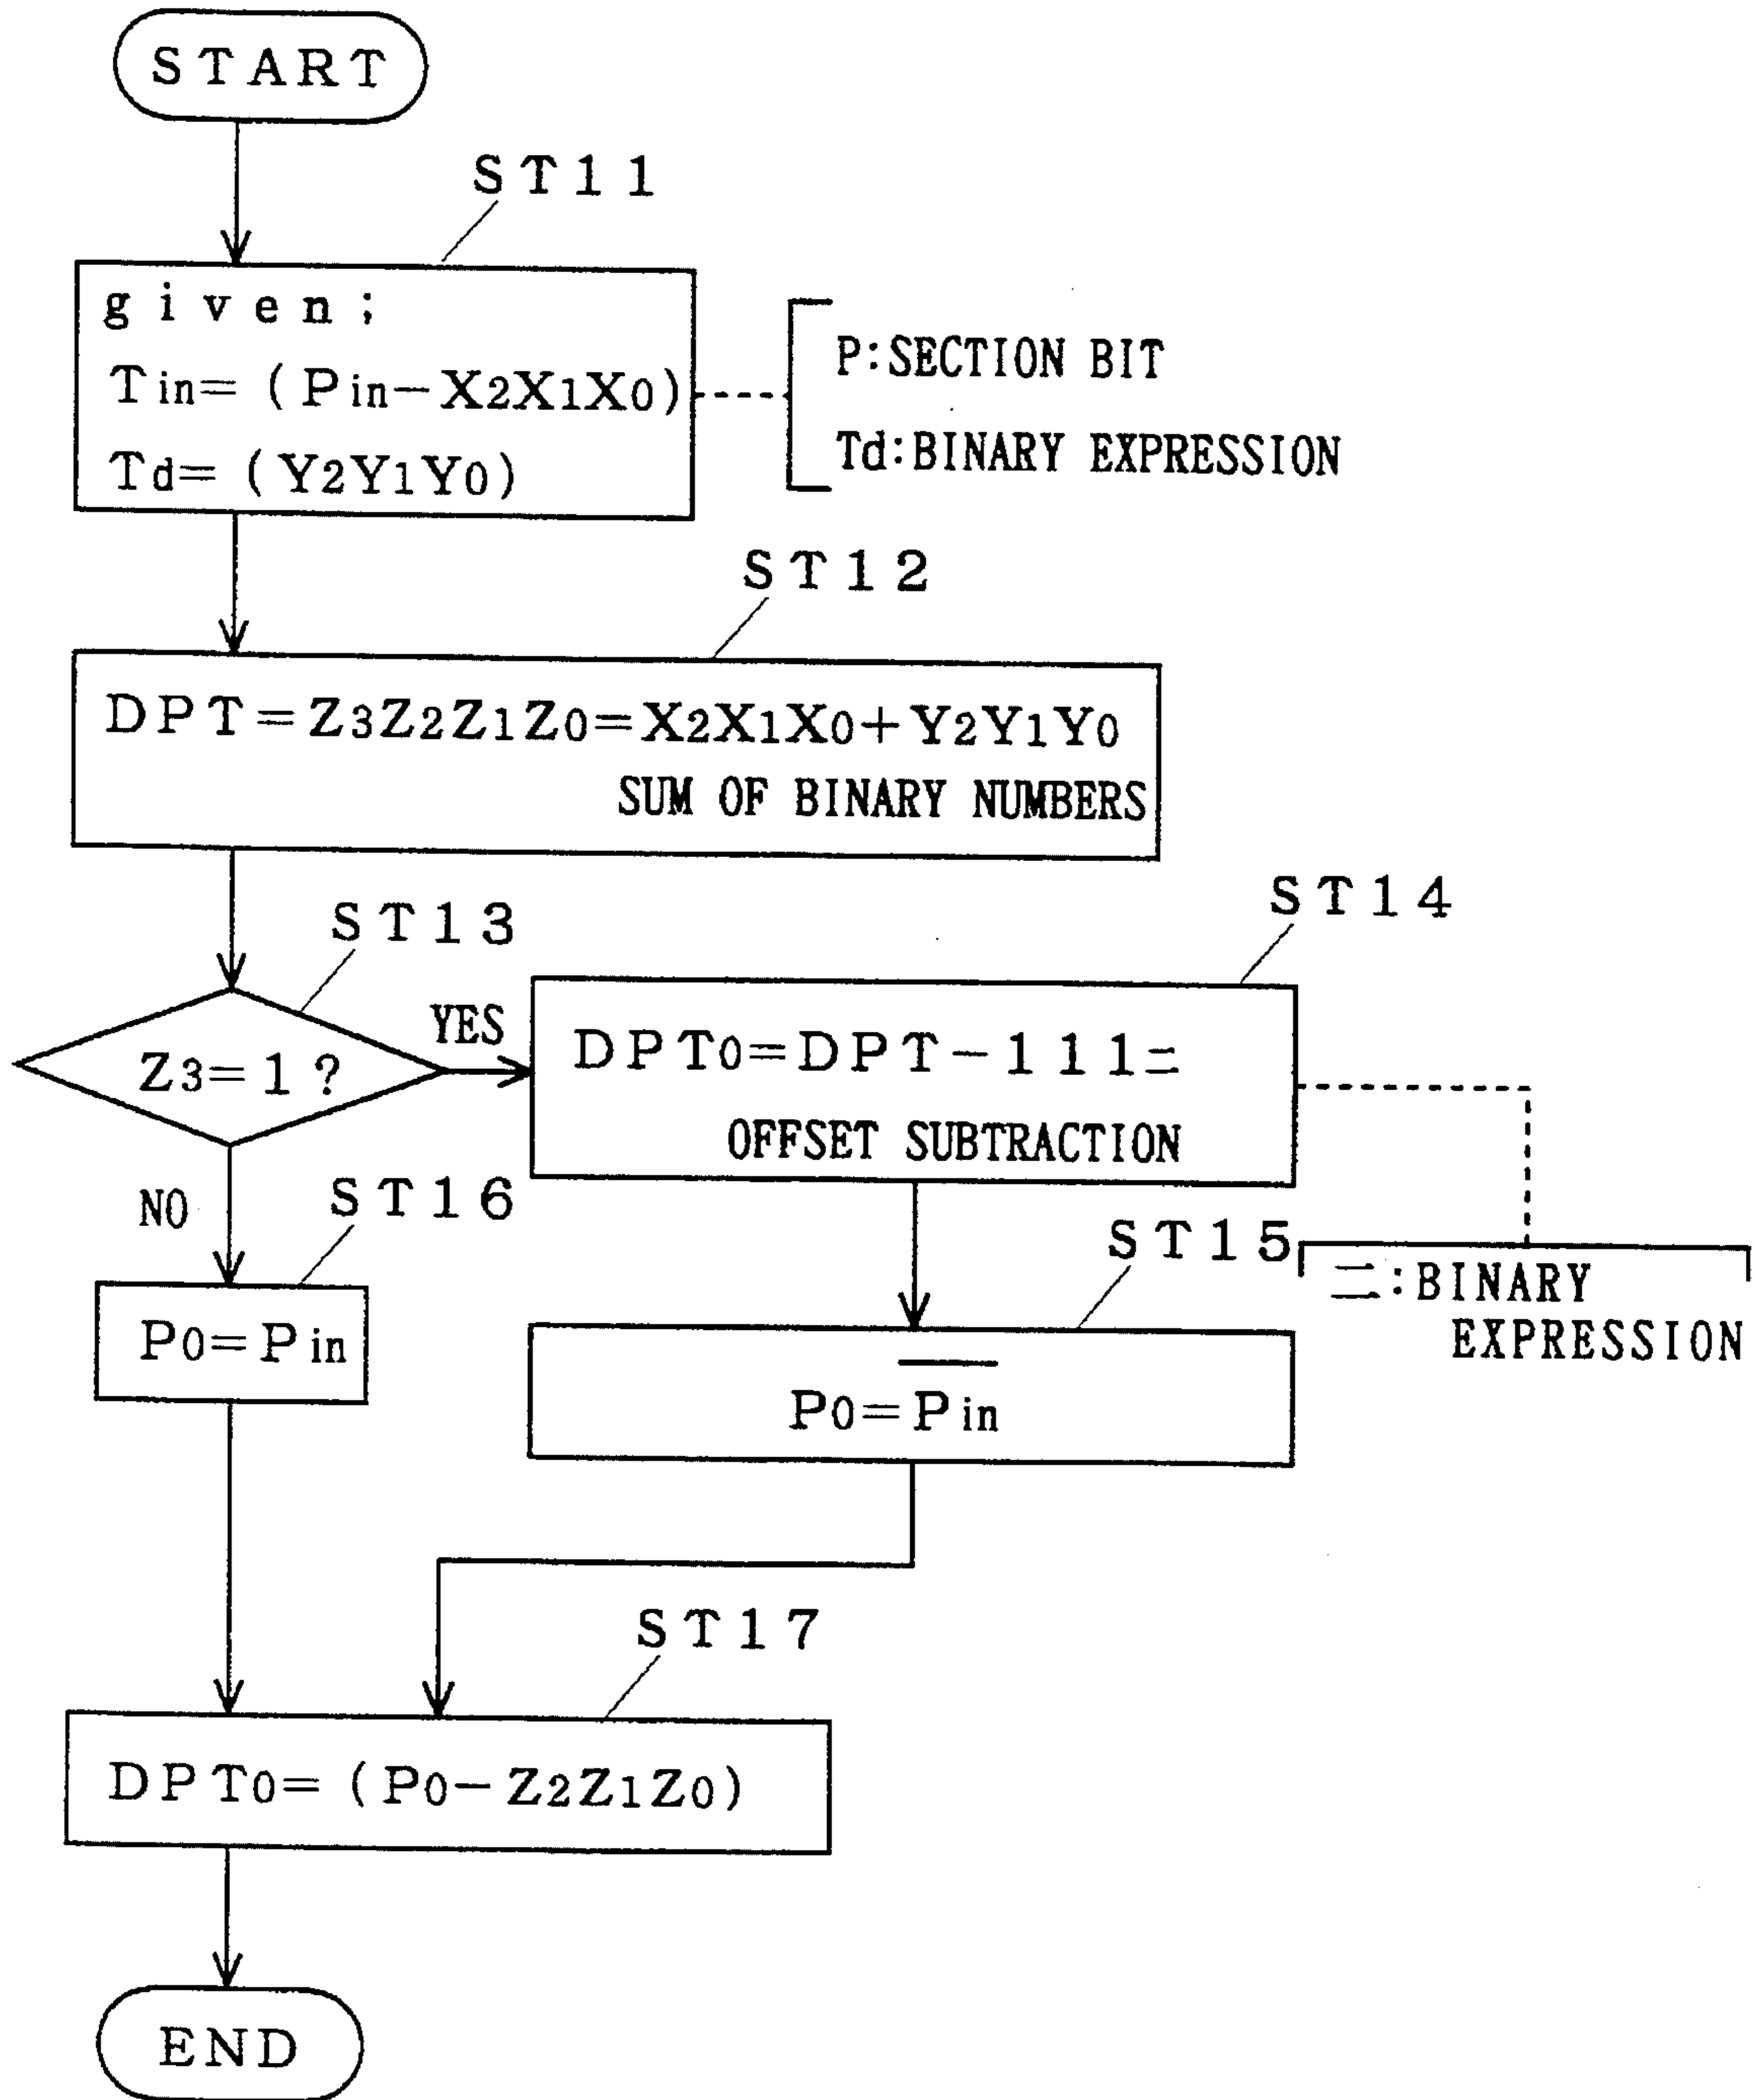 START
ST11
given;
Tin=(Pin-X2X1X0)
Td=(Y2Y1Y0)
P:SECTION BIT
Td:BINARY EXPRESSION
ST12
DPT=Z3Z2Z1Z0=X2X1X0+Y2Y1Y0
SUM OF BINARY NUMBERS
ST13
Z3=1?
YES
NO
ST14
DPT0=DPT-111二
OFFSET SUBTRACTION
二:BINARY
EXPRESSION
ST15
P0=P̅i̅n̅
ST16
P0=Pin
ST17
DPT0=(P0-Z2Z1Z0)
END